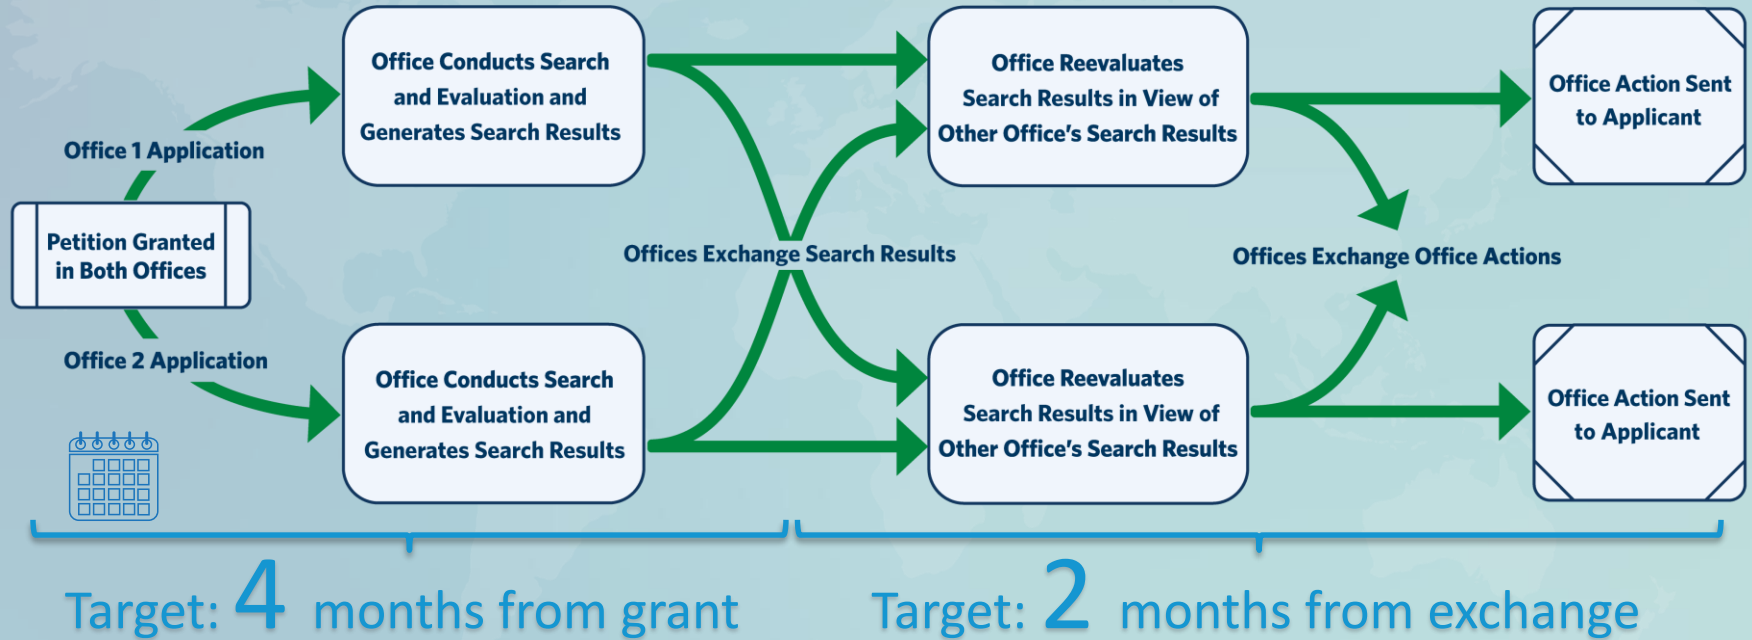 Office 1 Application
Petition Granted
in Both Offices
Office 2 Application
Office Conducts Search
and Evaluation and
Generates Search Results
Office Conducts Search
and Evaluation and
Generates Search Results
Offices Exchange Search Results
Office Reevaluates
Search Results in View of
Other Office's Search Results
Office Reevaluates
Search Results in View of
Other Office's Search Results
Offices Exchange Office Actions
Office Action Sent
to Applicant
Office Action Sent
to Applicant
Target: 4 months from grant
Target: 2 months from exchange